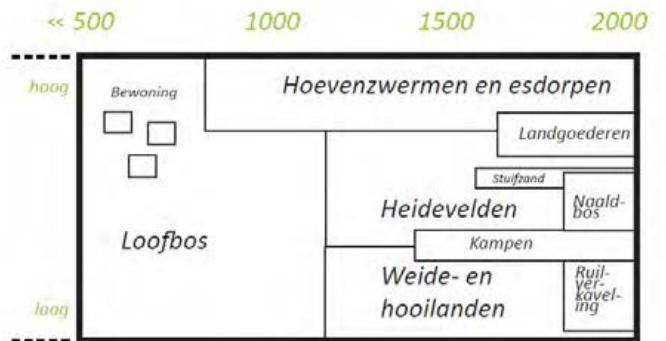 << 500 1000 1500 2000
hoog
Bewoning
Hoevenzwermen en esdorpen
Landgoederen
Stuifzand
Heidevelden
Naald-
bos
Loofbos
Kampen
Weide- en
hooilanden
Ruil-
ver-
kavel-
ing
laag